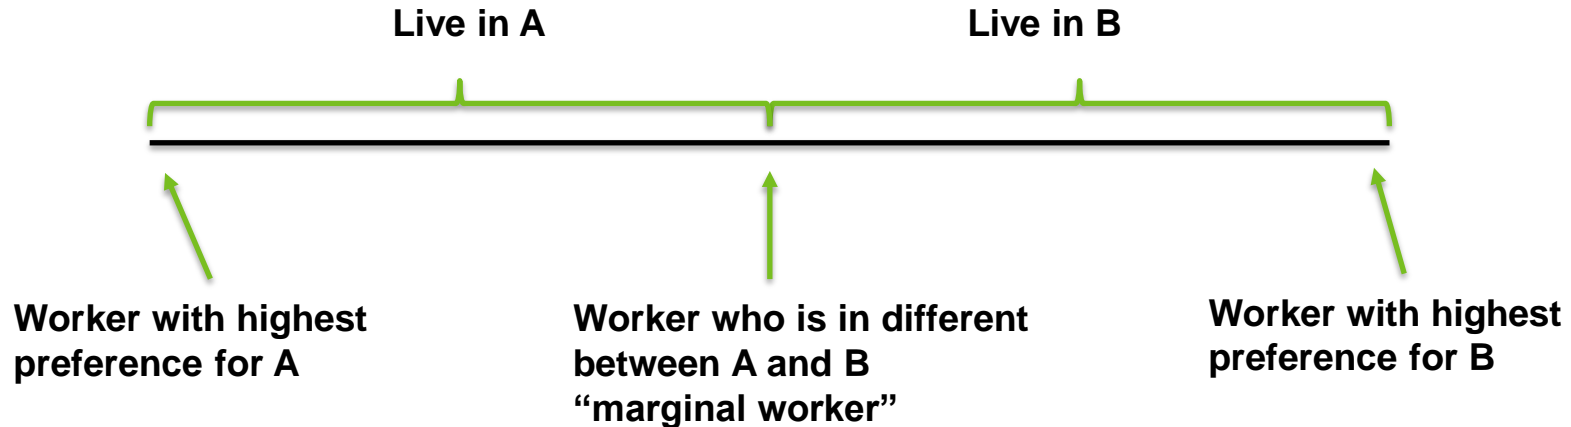 Live in A
Live in B
Worker with highest
preference for A
Worker who is in different
between A and B
“marginal worker”
Worker with highest
preference for B